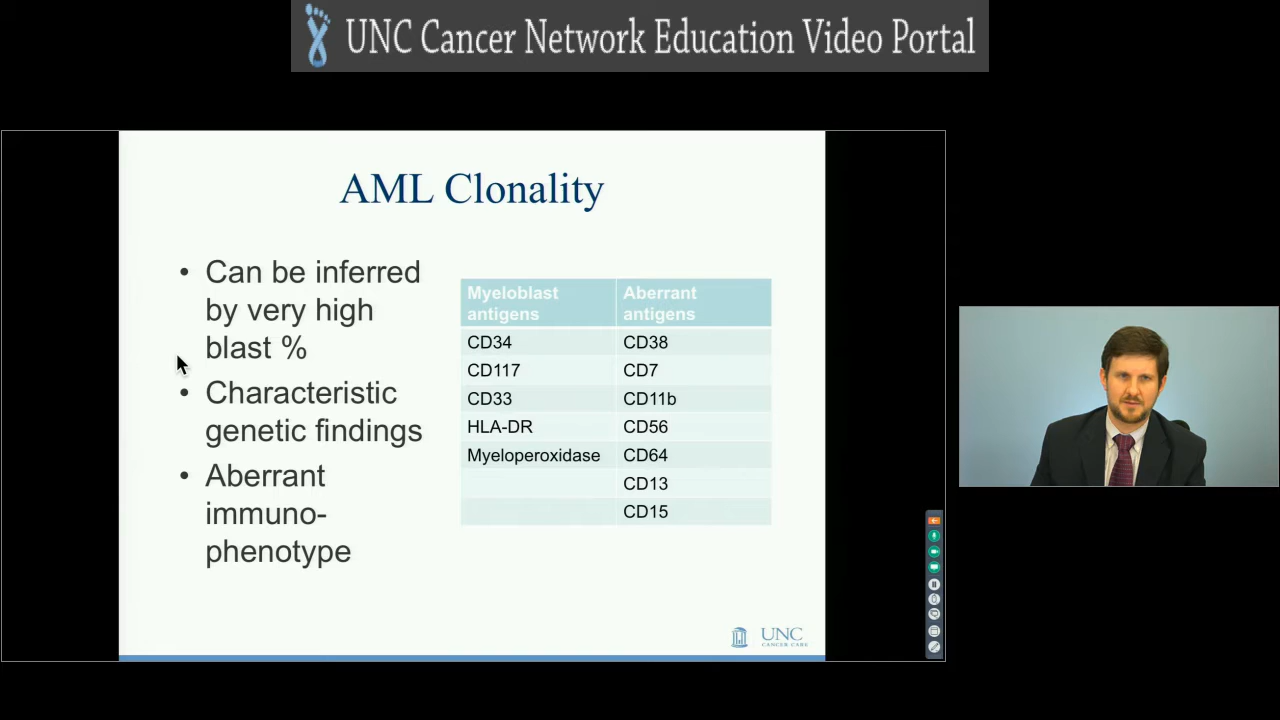 UNC Cancer Network Education Video Portal
AML Clonality
• Can be inferred
by very high
blast %
• Characteristic
genetic findings
• Aberrant
immuno-
phenotype
Myeloblast antigens Aberrant antigens
CD34 CD38
CD117 CD7
CD33 CD11b
HLA-DR CD56
Myeloperoxidase CD64
CD13
CD15
UNC
CANCER CARE